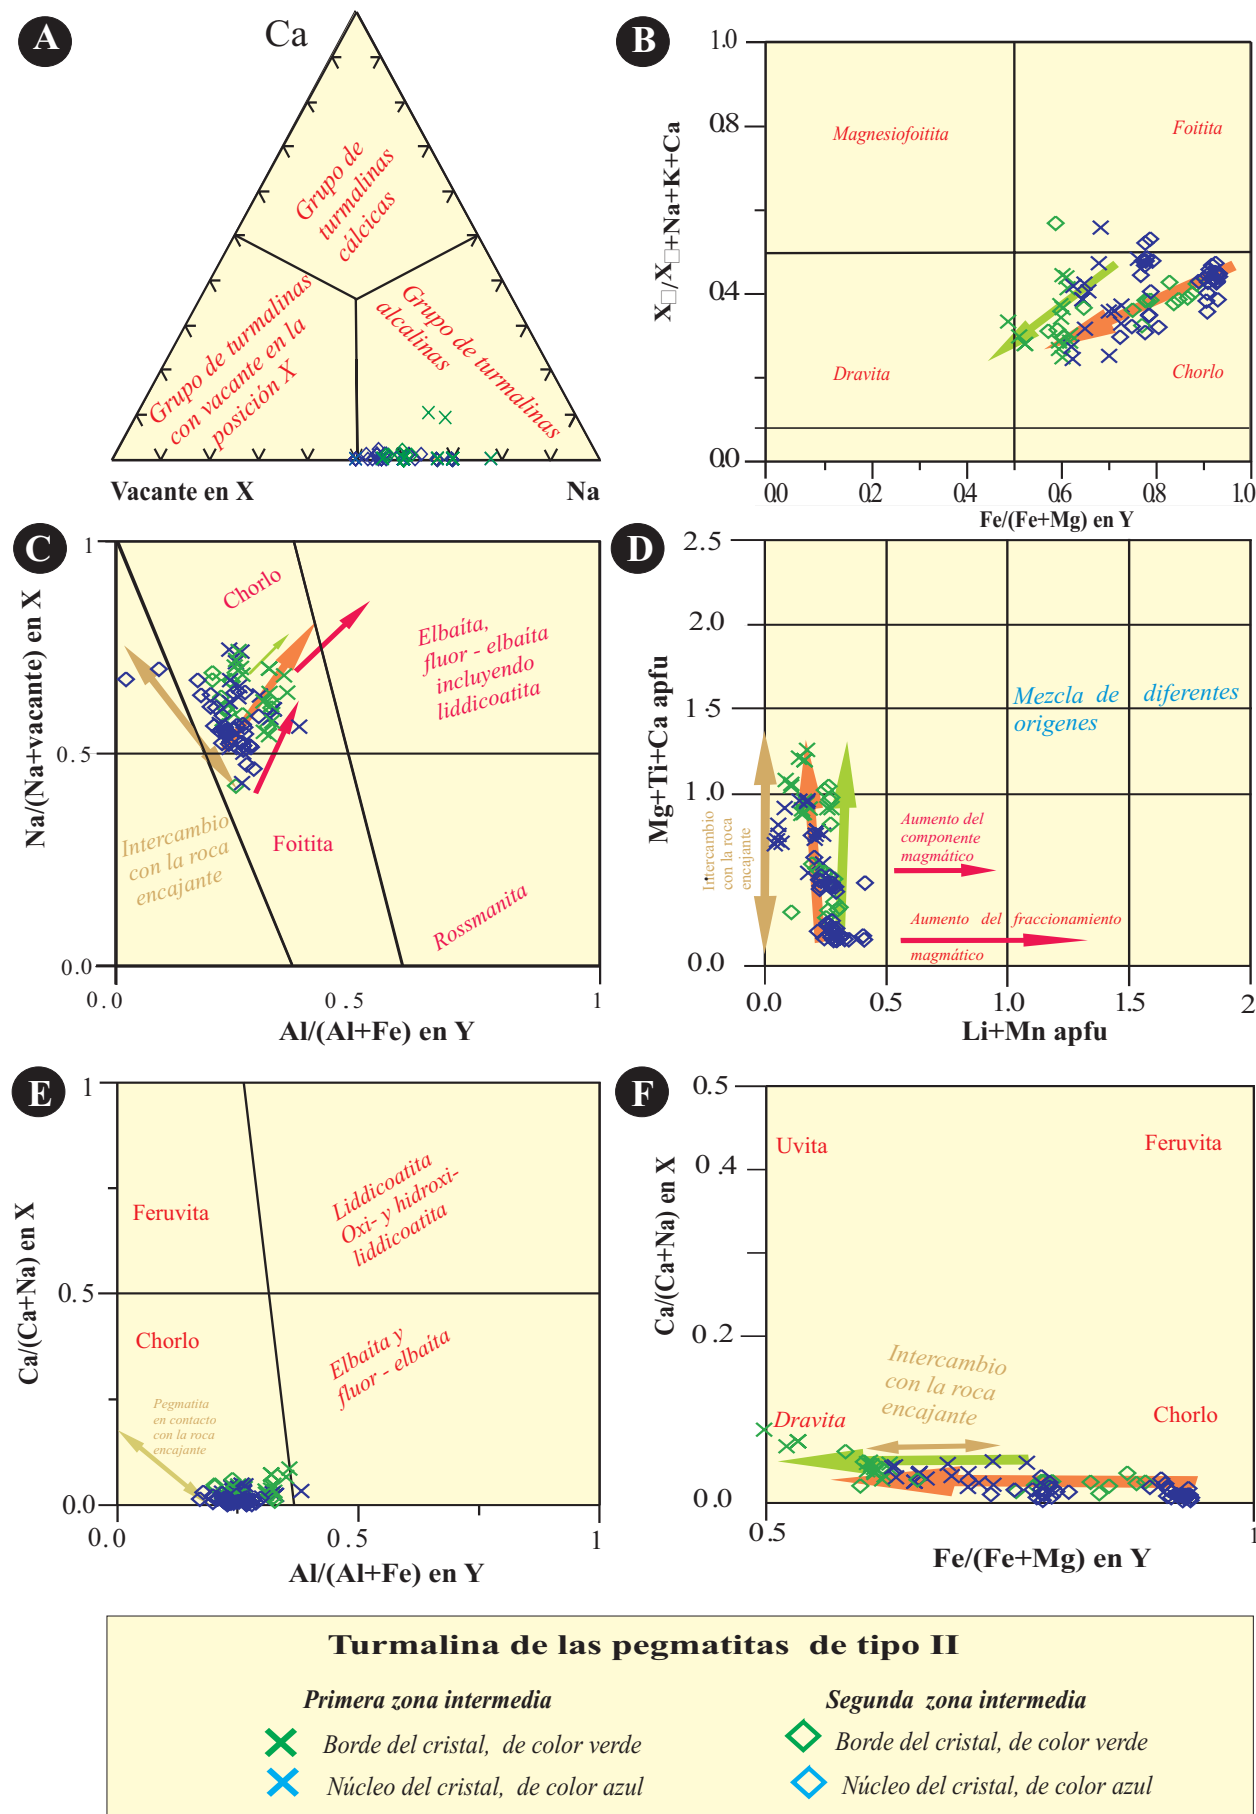 A
Ca
Grupo de
turmalinas
cálcicas
Grupo de turmalinas
con vacante en la
posición X
Grupo de turmalinas
alcalinas
Vacante en X
Na
B
1.0
0.8
0.4
0.0
X□/X□+Na+K+Ca
Magnesiofoitita
Foitita
Dravita
Chorlo
0.0
0.2
0.4
0.6
0.8
1.0
Fe/(Fe+Mg) en Y
C
1
0.5
0.0
Na/(Na+vacante) en X
Chorlo
Elbaíta,
fluor - elbaíta
incluyendo
liddicoatita
Intercambio
con la roca
encajante
Foitita
Rossmanita
0.0
0.5
1
Al/(Al+Fe) en Y
D
2.5
2.0
1.5
1.0
0.0
Mg+Ti+Ca apfu
Mezcla de diferentes
origenes
Intercambio
con la roca
encajante
Aumento del
componente
magmático
Aumento del fraccionamiento
magmático
0.0
0.5
1.0
1.5
2
Li+Mn apfu
E
1
0.5
0.0
Ca/(Ca+Na) en X
Feruvita
Liddicoatita
Oxi- y hidroxi-
liddicoatita
Chorlo
Elbaíta y
fluor - elbaíta
Pegmatita
en contacto
con la roca
encajante
0.0
0.5
1
Al/(Al+Fe) en Y
F
0.5
0.4
0.2
0.0
Ca/(Ca+Na) en X
Uvita
Feruvita
Intercambio
con la roca
encajante
Dravita
Chorlo
0.5
1
Fe/(Fe+Mg) en Y
Turmalina de las pegmatitas de tipo II
Primera zona intermedia
Segunda zona intermedia
Borde del cristal, de color verde
Borde del cristal, de color verde
Núcleo del cristal, de color azul
Núcleo del cristal, de color azul